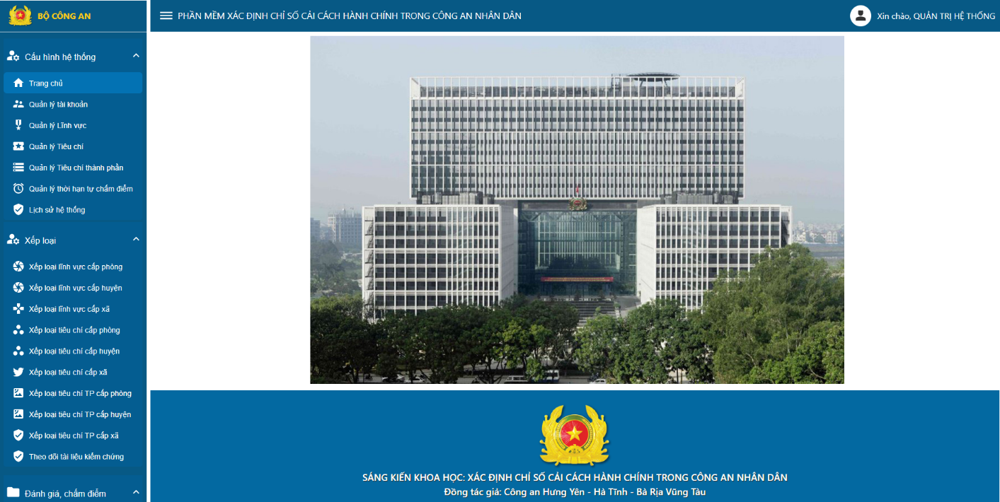 BỘ CÔNG AN
PHẦN MỀM XÁC ĐỊNH CHỈ SỐ CẢI CÁCH HÀNH CHÍNH TRONG CÔNG AN NHÂN DÂN
Xin chào, QUẢN TRỊ HỆ THỐNG
Cấu hình hệ thống
Trang chủ
Quản lý tài khoản
Quản lý Lĩnh vực
Quản lý Tiêu chí
Quản lý Tiêu chí thành phần
Quản lý thời hạn tự chấm điểm
Lịch sử hệ thống
Xếp loại
Xếp loại lĩnh vực cấp phòng
Xếp loại lĩnh vực cấp huyện
Xếp loại lĩnh vực cấp xã
Xếp loại tiêu chí cấp phòng
Xếp loại tiêu chí cấp huyện
Xếp loại tiêu chí cấp xã
Xếp loại tiêu chí TP cấp phòng
Xếp loại tiêu chí TP cấp huyện
Xếp loại tiêu chí TP cấp xã
Theo dõi tài liệu kiểm chứng
Đánh giá, chấm điểm
SÁNG KIẾN KHOA HỌC: XÁC ĐỊNH CHỈ SỐ CẢI CÁCH HÀNH CHÍNH TRONG CÔNG AN NHÂN DÂN
Đồng tác giả: Công an Hưng Yên - Hà Tĩnh - Bà Rịa Vũng Tàu